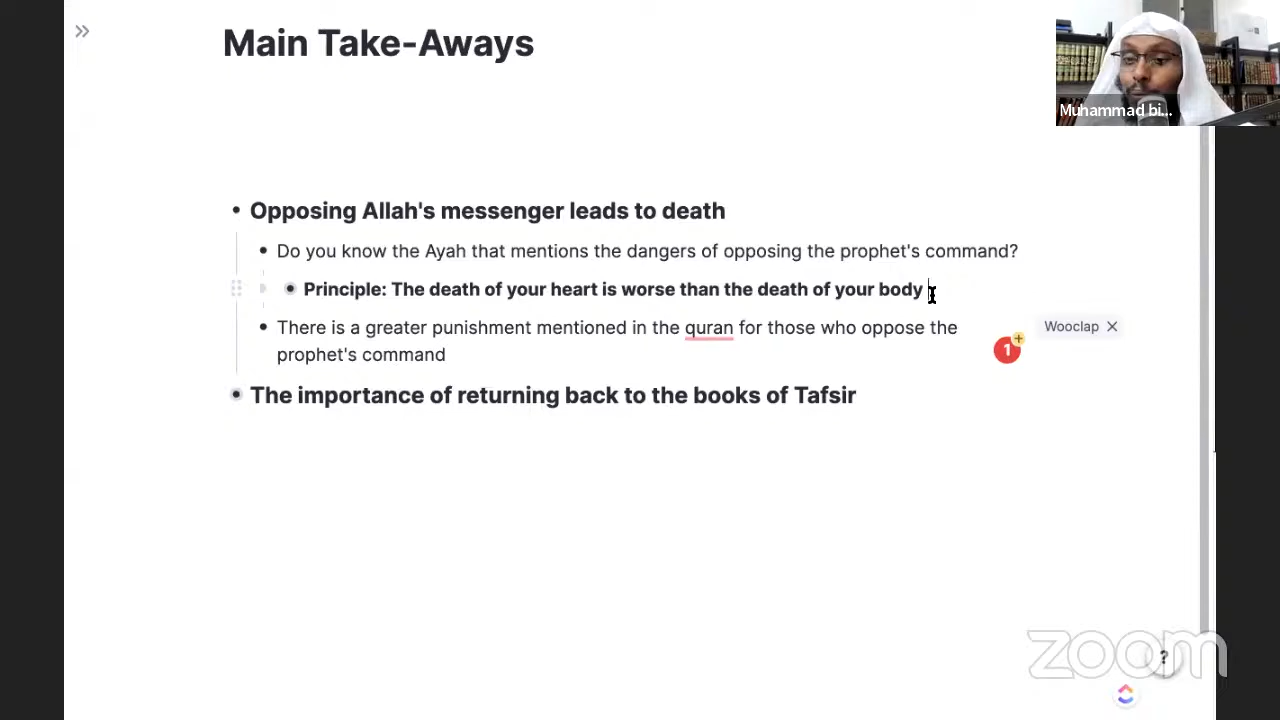 Main Take-Aways
Muhammad bi...
Opposing Allah's messenger leads to death
Do you know the Ayah that mentions the dangers of opposing the prophet's command?
Principle: The death of your heart is worse than the death of your body
There is a greater punishment mentioned in the quran for those who oppose the
prophet's command
Wooclap
1
The importance of returning back to the books of Tafsir
zoom
?